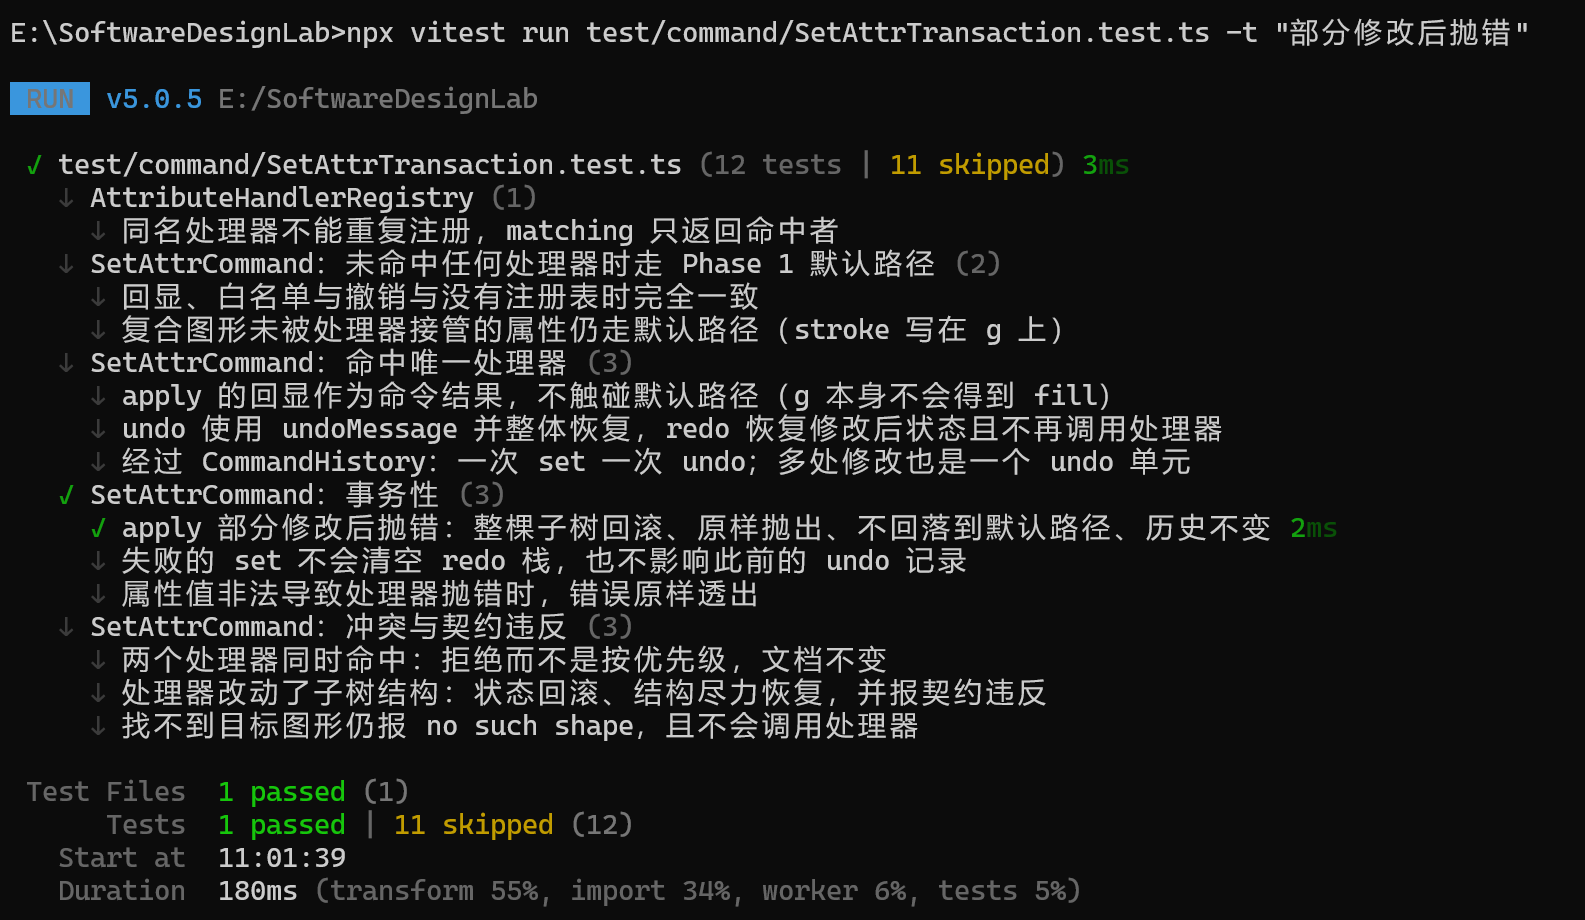 E:\SoftwareDesignLab>npx vitest run test/command/SetAttrTransaction.test.ts -t "部分修改后抛错"
RUN v5.0.5 E:/SoftwareDesignLab
✓ test/command/SetAttrTransaction.test.ts (12 tests | 11 skipped) 3ms
↓ AttributeHandlerRegistry (1)
↓ 同名处理器不能重复注册，matching 只返回命中者
↓ SetAttrCommand：未命中任何处理器时走 Phase 1 默认路径 (2)
↓ 回显、白名单与撤销与没有注册表时完全一致
↓ 复合图形未被处理器接管的属性仍走默认路径（stroke 写在 g 上）
↓ SetAttrCommand：命中唯一处理器 (3)
↓ apply 的回显作为命令结果，不触碰默认路径（g 本身不会得到 fill）
↓ undo 使用 undoMessage 并整体恢复，redo 恢复修改后状态且不再调用处理器
↓ 经过 CommandHistory：一次 set 一次 undo；多处修改也是一个 undo 单元
✓ SetAttrCommand：事务性 (3)
✓ apply 部分修改后抛错：整棵子树回滚、原样抛出、不回落到默认路径、历史不变 2ms
↓ 失败的 set 不会清空 redo 栈，也不影响此前的 undo 记录
↓ 属性值非法导致处理器抛错时，错误原样透出
↓ SetAttrCommand：冲突与契约违反 (3)
↓ 两个处理器同时命中：拒绝而不是按优先级，文档不变
↓ 处理器改动了子树结构：状态回滚、结构尽力恢复，并报契约违反
↓ 找不到目标图形仍报 no such shape，且不会调用处理器
Test Files 1 passed (1)
Tests 1 passed | 11 skipped (12)
Start at 11:01:39
Duration 180ms (transform 55%, import 34%, worker 6%, tests 5%)